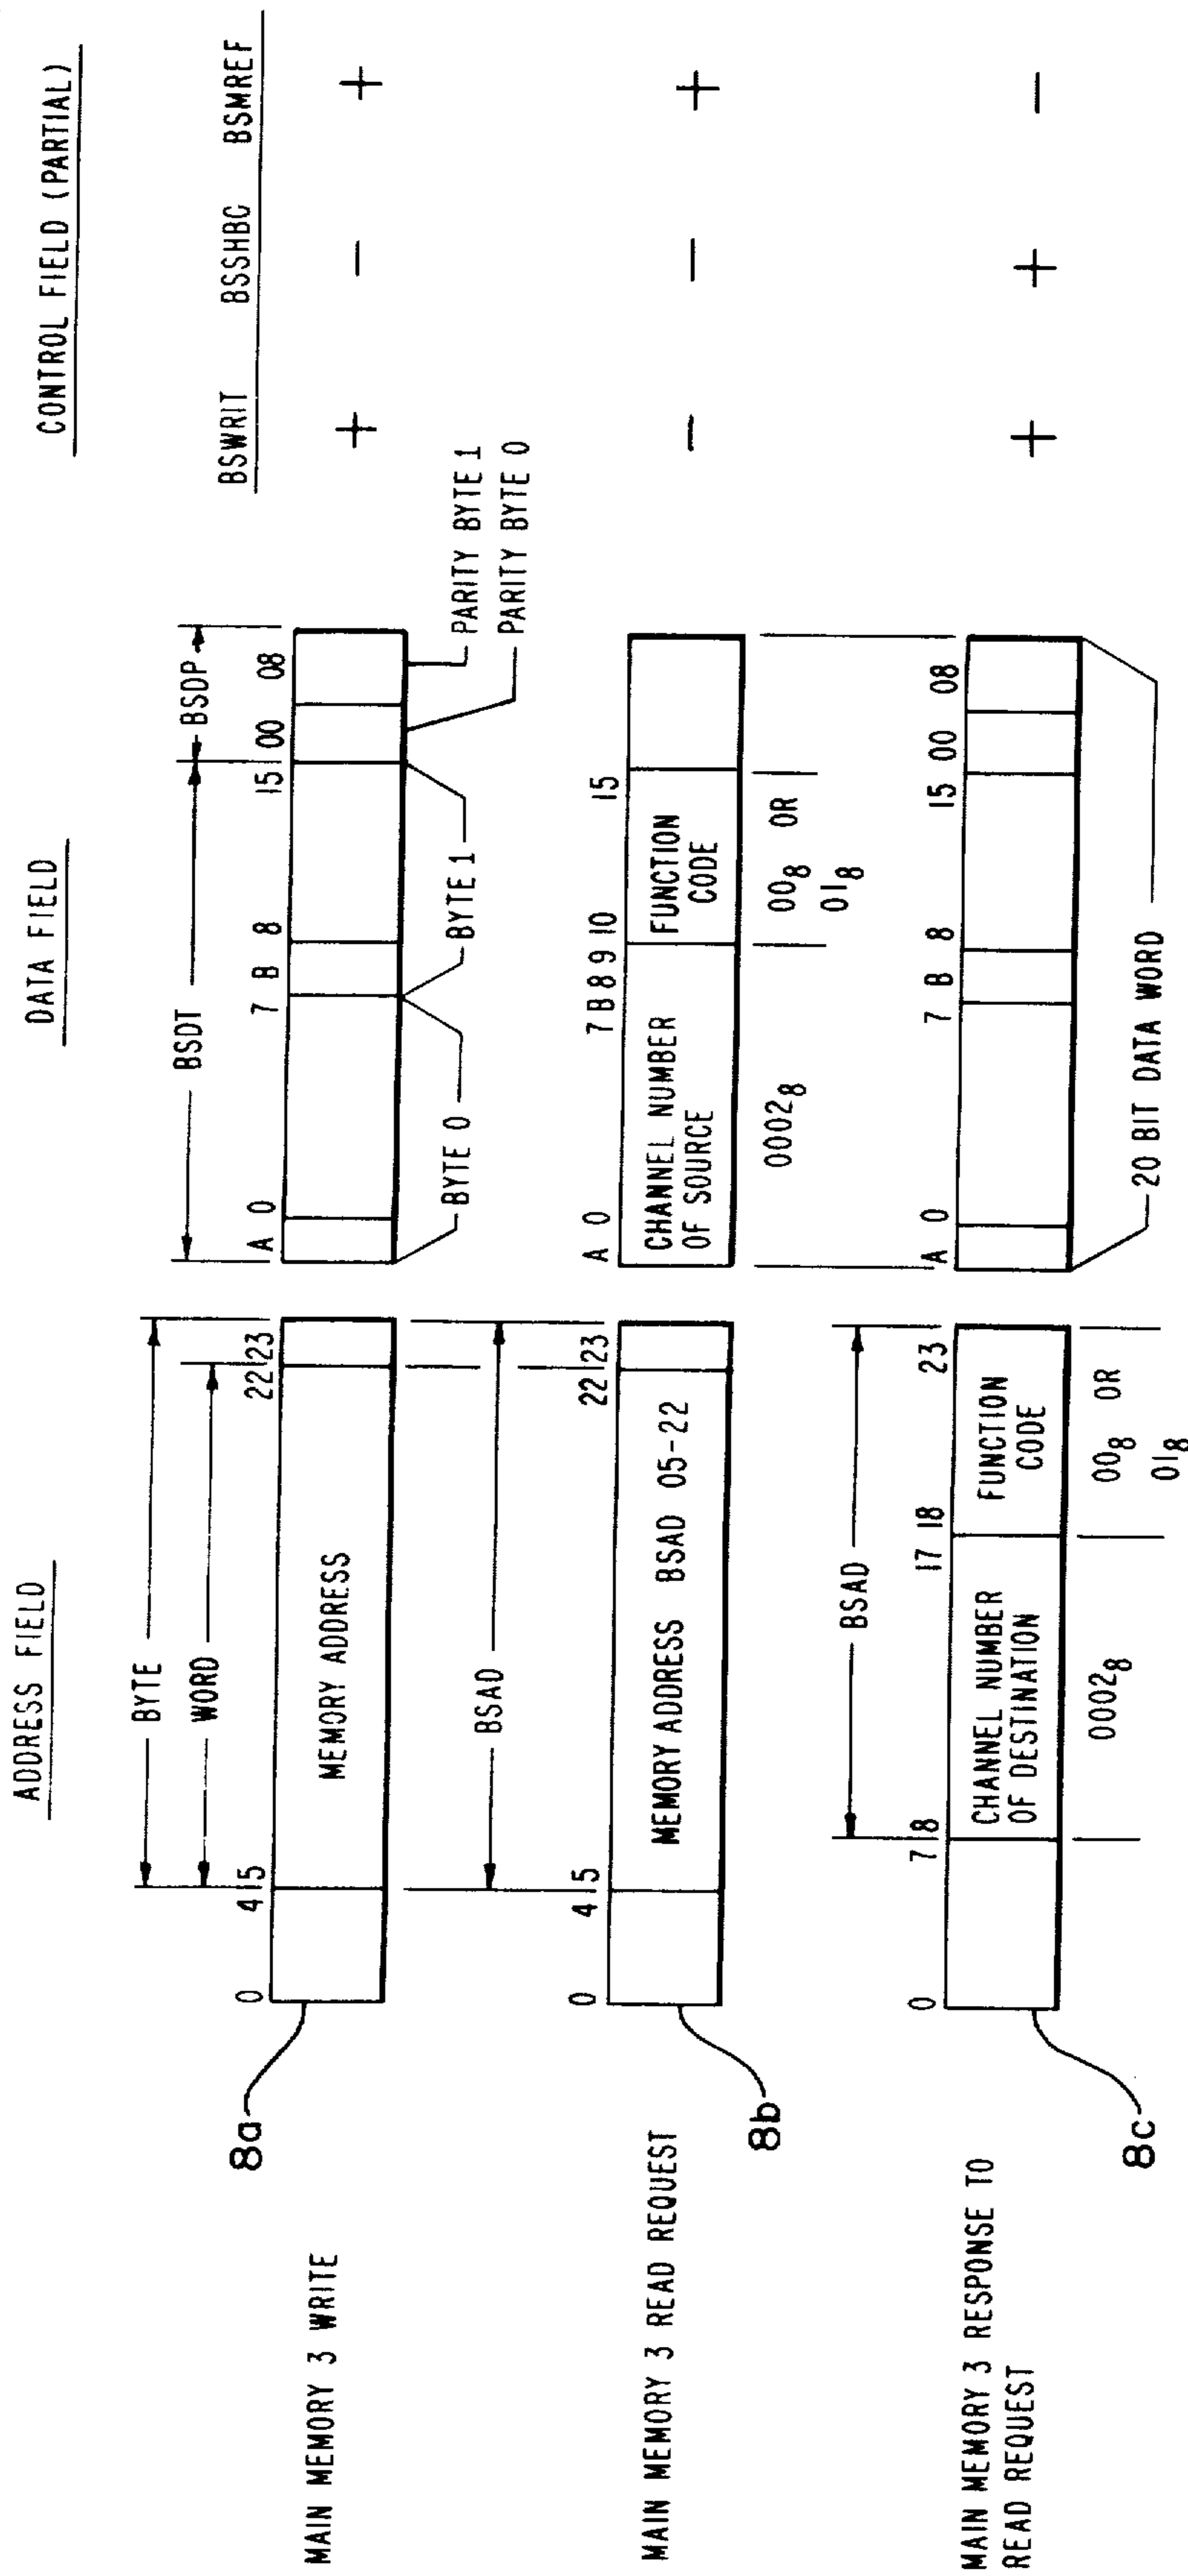 ADDRESS FIELD
DATA FIELD
CONTROL FIELD (PARTIAL)
BYTE
WORD
BSDT
BSDP
BSWRIT BSSHBC BSMREF
MAIN MEMORY 3 WRITE
8a
0 4 5 22 23
MEMORY ADDRESS
A 0 7 B 8 15 00 08
+ − +
BYTE 0
BYTE 1
PARITY BYTE 1
PARITY BYTE 0
BSAD
MAIN MEMORY 3 READ REQUEST
8b
0 4 5 22 23
MEMORY ADDRESS BSAD 05-22
A 0 7 B 8 9 10 15
CHANNEL NUMBER
OF SOURCE
FUNCTION
CODE
− − +
0002₈
00₈ OR
01₈
BSAD
MAIN MEMORY 3 RESPONSE TO
READ REQUEST
8c
0 7 8 17 18 23
CHANNEL NUMBER
OF DESTINATION
FUNCTION
CODE
A 0 7 B 8 15 00 08
+ + −
0002₈
00₈ OR
01₈
20 BIT DATA WORD